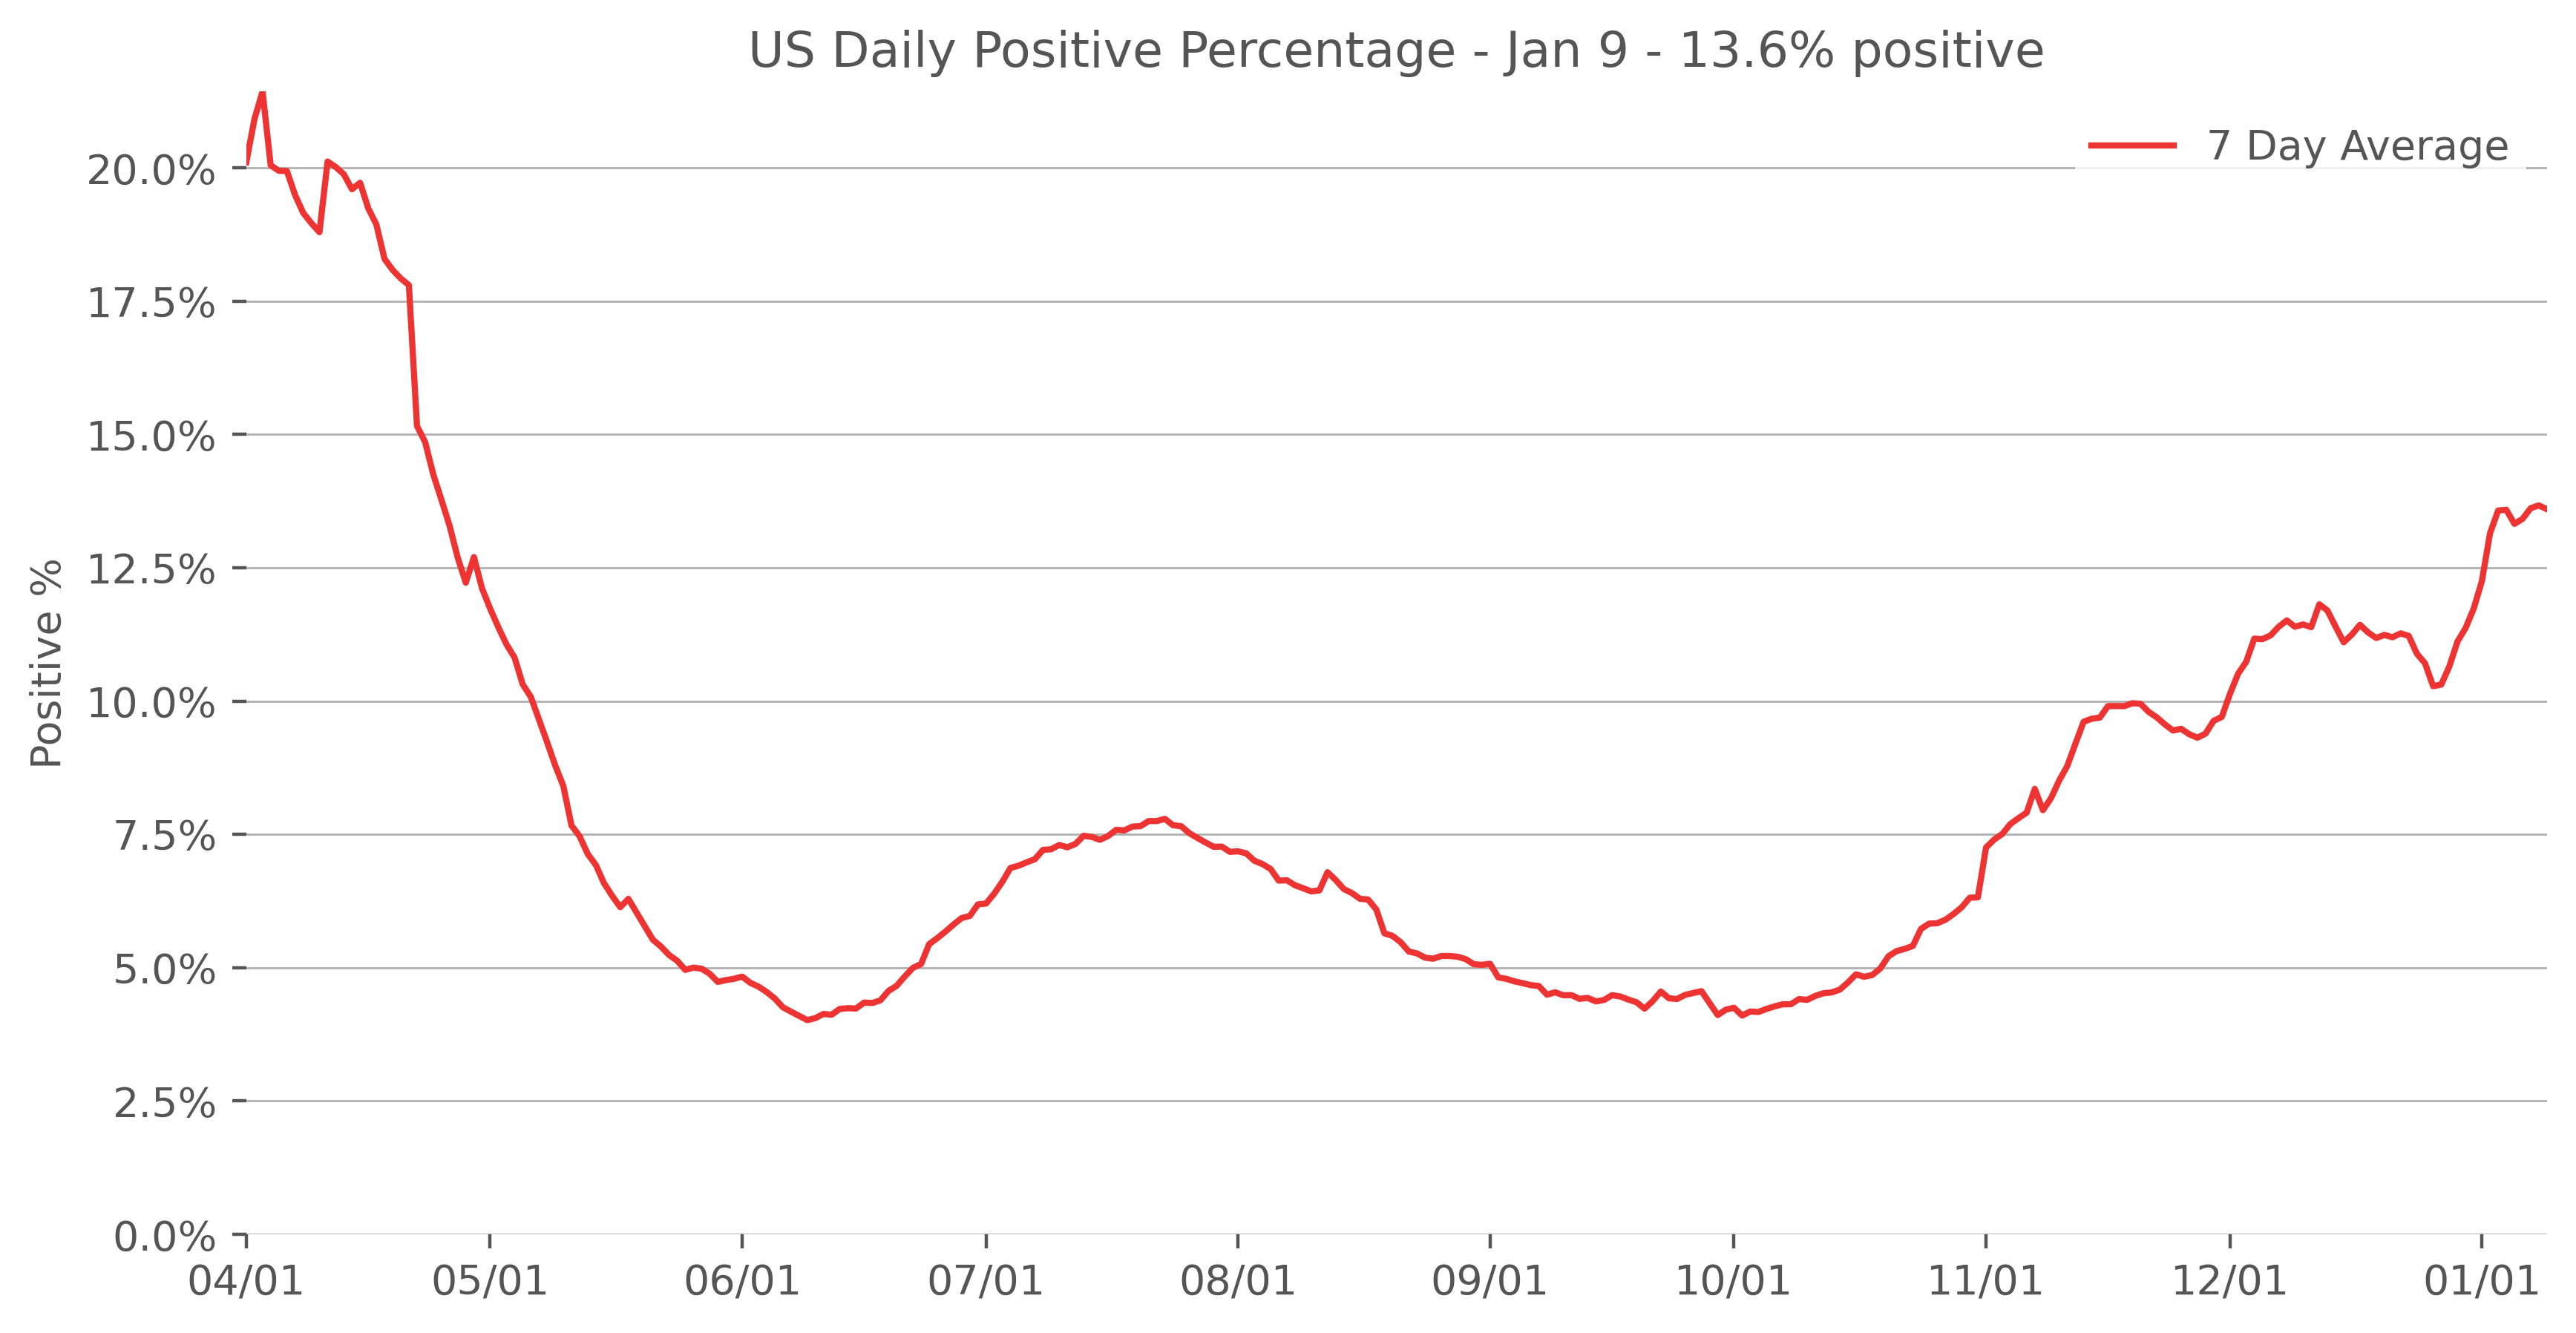 US Daily Positive Percentage - Jan 9 - 13.6% positive
7 Day Average
Positive %
20.0%
17.5%
15.0%
12.5%
10.0%
7.5%
5.0%
2.5%
0.0%
04/01 05/01 06/01 07/01 08/01 09/01 10/01 11/01 12/01 01/01